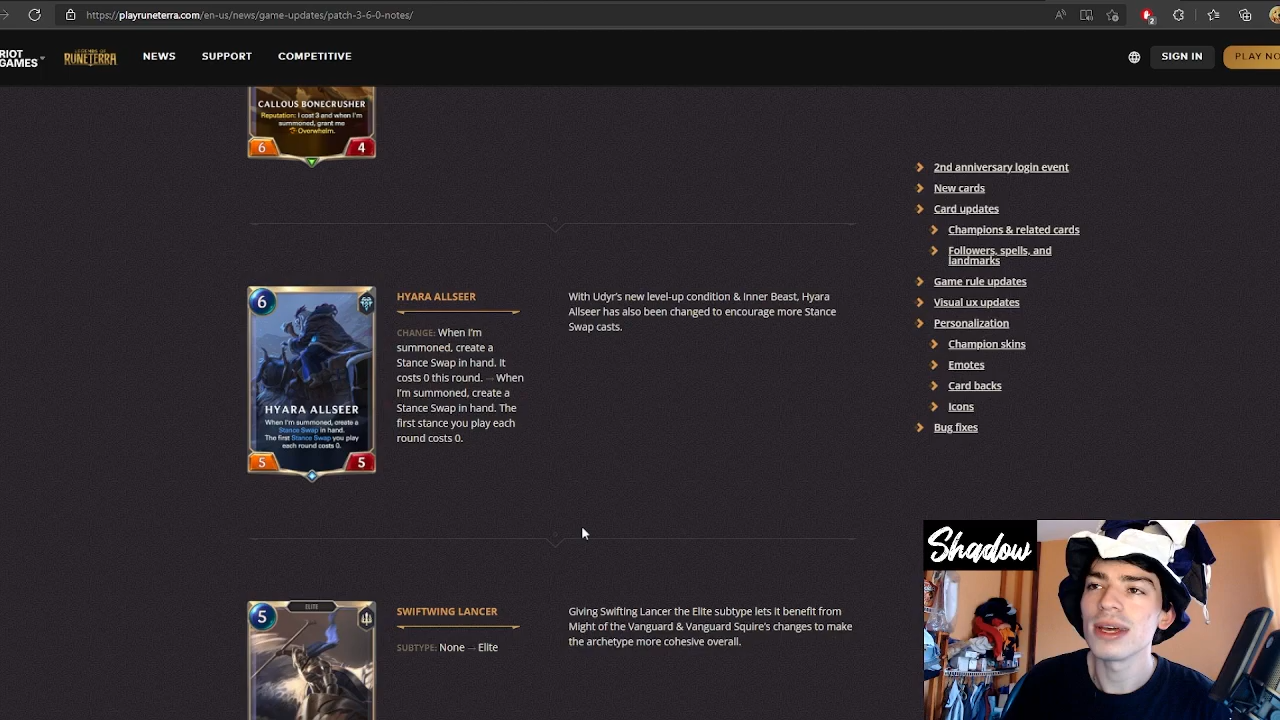 https://playruneterra.com/en-us/news/game-updates/patch-3-6-0-notes/
2
RIOT
GAMES
LEGENDS OF
RUNETERRA
NEWS
SUPPORT
COMPETITIVE
SIGN IN
PLAY NO
CALLOUS BONECRUSHER
Reputation: I cost 3 and when I'm
summoned, grant me
Overwhelm.
6
4
2nd anniversary login event
New cards
Card updates
Champions & related cards
Followers, spells, and
landmarks
Game rule updates
Visual ux updates
Personalization
Champion skins
Emotes
Card backs
Icons
Bug fixes
6
HYARA ALLSEER
When I'm summoned, create a
Stance Swap in hand.
The first Stance Swap you play
each round costs 0.
5
5
HYARA ALLSEER
CHANGE: When I'm
summoned, create a
Stance Swap in hand. It
costs 0 this round. → When
I'm summoned, create a
Stance Swap in hand. The
first stance you play each
round costs 0.
With Udyr's new level-up condition & Inner Beast, Hyara
Allseer has also been changed to encourage more Stance
Swap casts.
5
ELITE
SWIFTWING LANCER
SUBTYPE: None → Elite
Giving Swifting Lancer the Elite subtype lets it benefit from
Might of the Vanguard & Vanguard Squire's changes to make
the archetype more cohesive overall.
Shadow